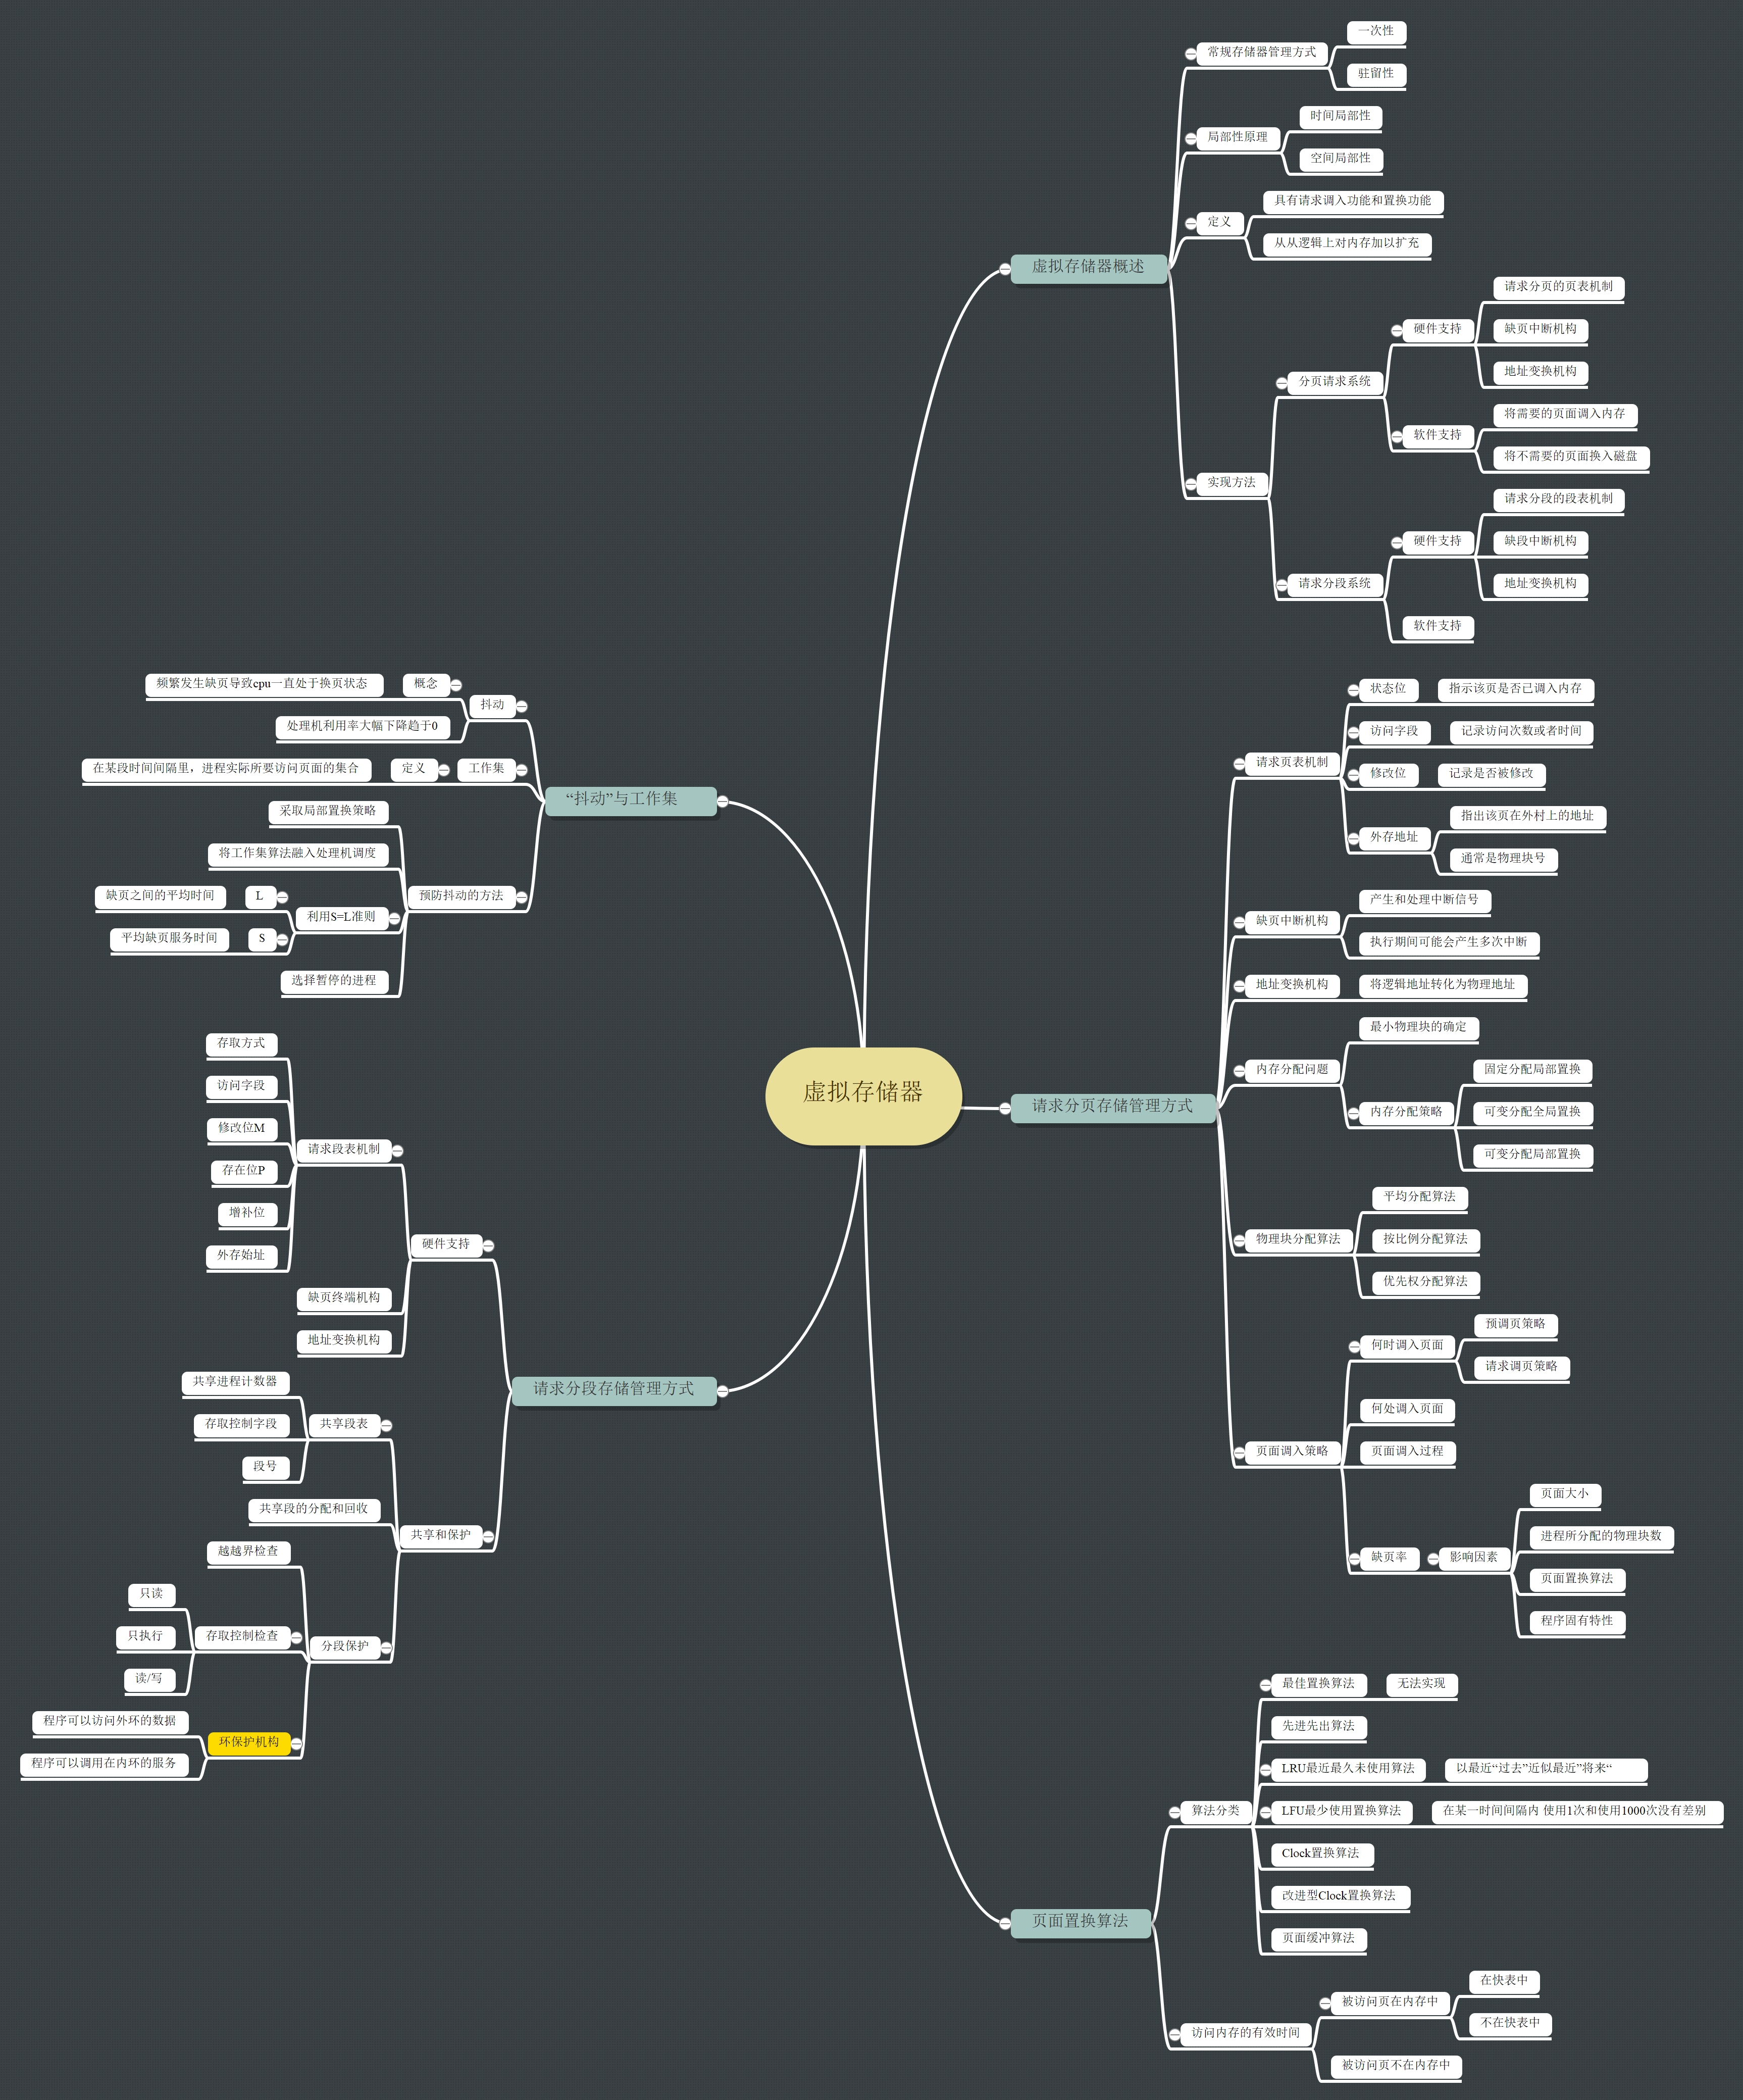 虚拟存储器
虚拟存储器概述
常规存储器管理方式
一次性
驻留性
局部性原理
时间局部性
空间局部性
定义
具有请求调入功能和置换功能
从从逻辑上对内存加以扩充
实现方法
分页请求系统
硬件支持
请求分页的页表机制
缺页中断机构
地址变换机构
软件支持
将需要的页面调入内存
将不需要的页面换入磁盘
请求分段系统
硬件支持
请求分段的段表机制
缺段中断机构
地址变换机构
软件支持
请求分页存储管理方式
请求页表机制
状态位
指示该页是否已调入内存
访问字段
记录访问次数或者时间
修改位
记录是否被修改
外存地址
指出该页在外村上的地址
通常是物理块号
缺页中断机构
产生和处理中断信号
执行期间可能会产生多次中断
地址变换机构
将逻辑地址转化为物理地址
内存分配问题
最小物理块的确定
内存分配策略
固定分配局部置换
可变分配全局置换
可变分配局部置换
物理块分配算法
平均分配算法
按比例分配算法
优先权分配算法
页面调入策略
何时调入页面
预调页策略
请求调页策略
何处调入页面
页面调入过程
缺页率
影响因素
页面大小
进程所分配的物理块数
页面置换算法
程序固有特性
页面置换算法
算法分类
最佳置换算法
无法实现
先进先出算法
LRU最近最久未使用算法
以最近“过去”近似最近”将来“
LFU最少使用置换算法
在某一时间间隔内 使用1次和使用1000次没有差别
Clock置换算法
改进型Clock置换算法
页面缓冲算法
访问内存的有效时间
被访问页在内存中
在快表中
不在快表中
被访问页不在内存中
“抖动”与工作集
抖动
概念
频繁发生缺页导致cpu一直处于换页状态
处理机利用率大幅下降趋于0
工作集
定义
在某段时间间隔里，进程实际所要访问页面的集合
预防抖动的方法
采取局部置换策略
将工作集算法融入处理机调度
利用S=L准则
L
缺页之间的平均时间
S
平均缺页服务时间
选择暂停的进程
请求分段存储管理方式
硬件支持
请求段表机制
存取方式
访问字段
修改位M
存在位P
增补位
外存始址
缺页终端机构
地址变换机构
共享和保护
共享段表
共享进程计数器
存取控制字段
段号
共享段的分配和回收
分段保护
越越界检查
存取控制检查
只读
只执行
读/写
环保护机构
程序可以访问外环的数据
程序可以调用在内环的服务